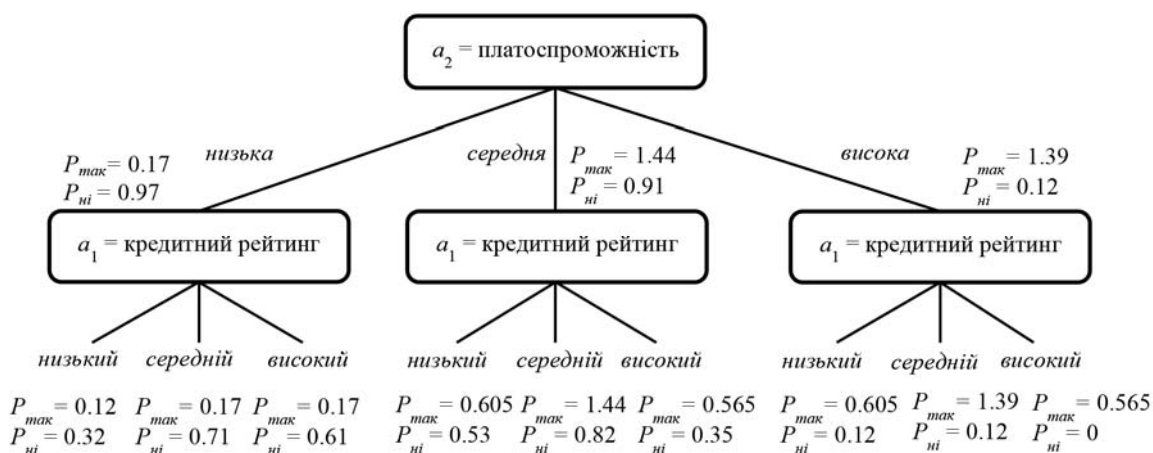 a₂ = платоспроможність
низька
середня
висока
Pтак = 0.17
Pні = 0.97
Pтак = 1.44
Pні = 0.91
Pтак = 1.39
Pні = 0.12
a₁ = кредитний рейтинг
a₁ = кредитний рейтинг
a₁ = кредитний рейтинг
низький середній високий
низький середній високий
низький середній високий
Pтак = 0.12 Pтак = 0.17 Pтак = 0.17
Pні = 0.32 Pні = 0.71 Pні = 0.61
Pтак = 0.605 Pтак = 1.44 Pтак = 0.565
Pні = 0.53 Pні = 0.82 Pні = 0.35
Pтак = 0.605 Pтак = 1.39 Pтак = 0.565
Pні = 0.12 Pні = 0.12 Pні = 0